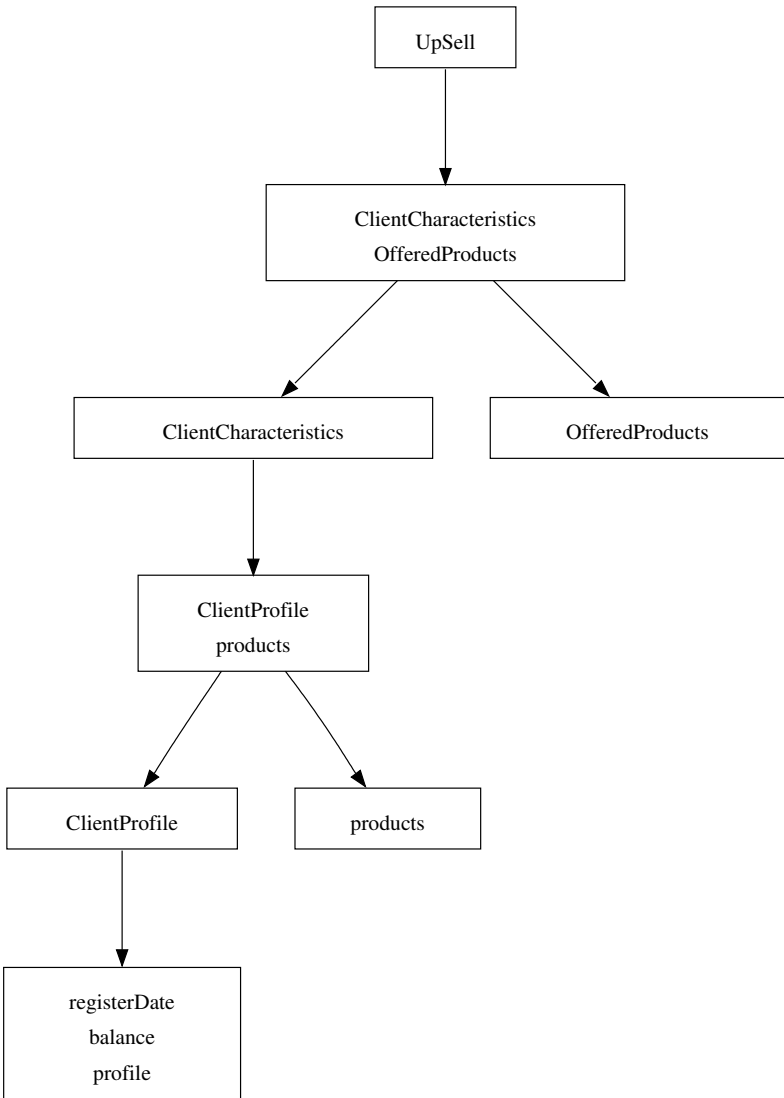 UpSell
ClientCharacteristics
OfferedProducts
ClientCharacteristics
OfferedProducts
ClientProfile
products
ClientProfile
products
registerDate
balance
profile